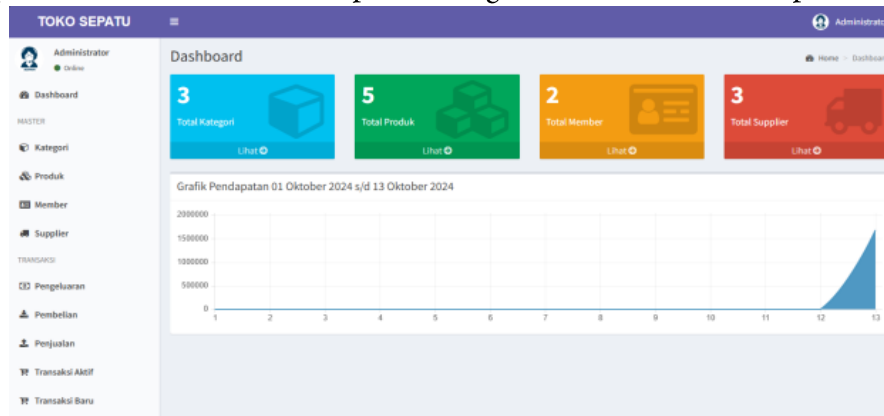 TOKO SEPATU
Administrator
Administrator
Online
Dashboard
MASTER
Kategori
Produk
Member
Supplier
TRANSAKSI
Pengeluaran
Pembelian
Penjualan
Transaksi Aktif
Transaksi Baru
Dashboard
Home > Dashboard
3
Total Kategori
Lihat
5
Total Produk
Lihat
2
Total Member
Lihat
3
Total Supplier
Lihat
Grafik Pendapatan 01 Oktober 2024 s/d 13 Oktober 2024
2000000
1500000
1000000
500000
0
1 2 3 4 5 6 7 8 9 10 11 12 13